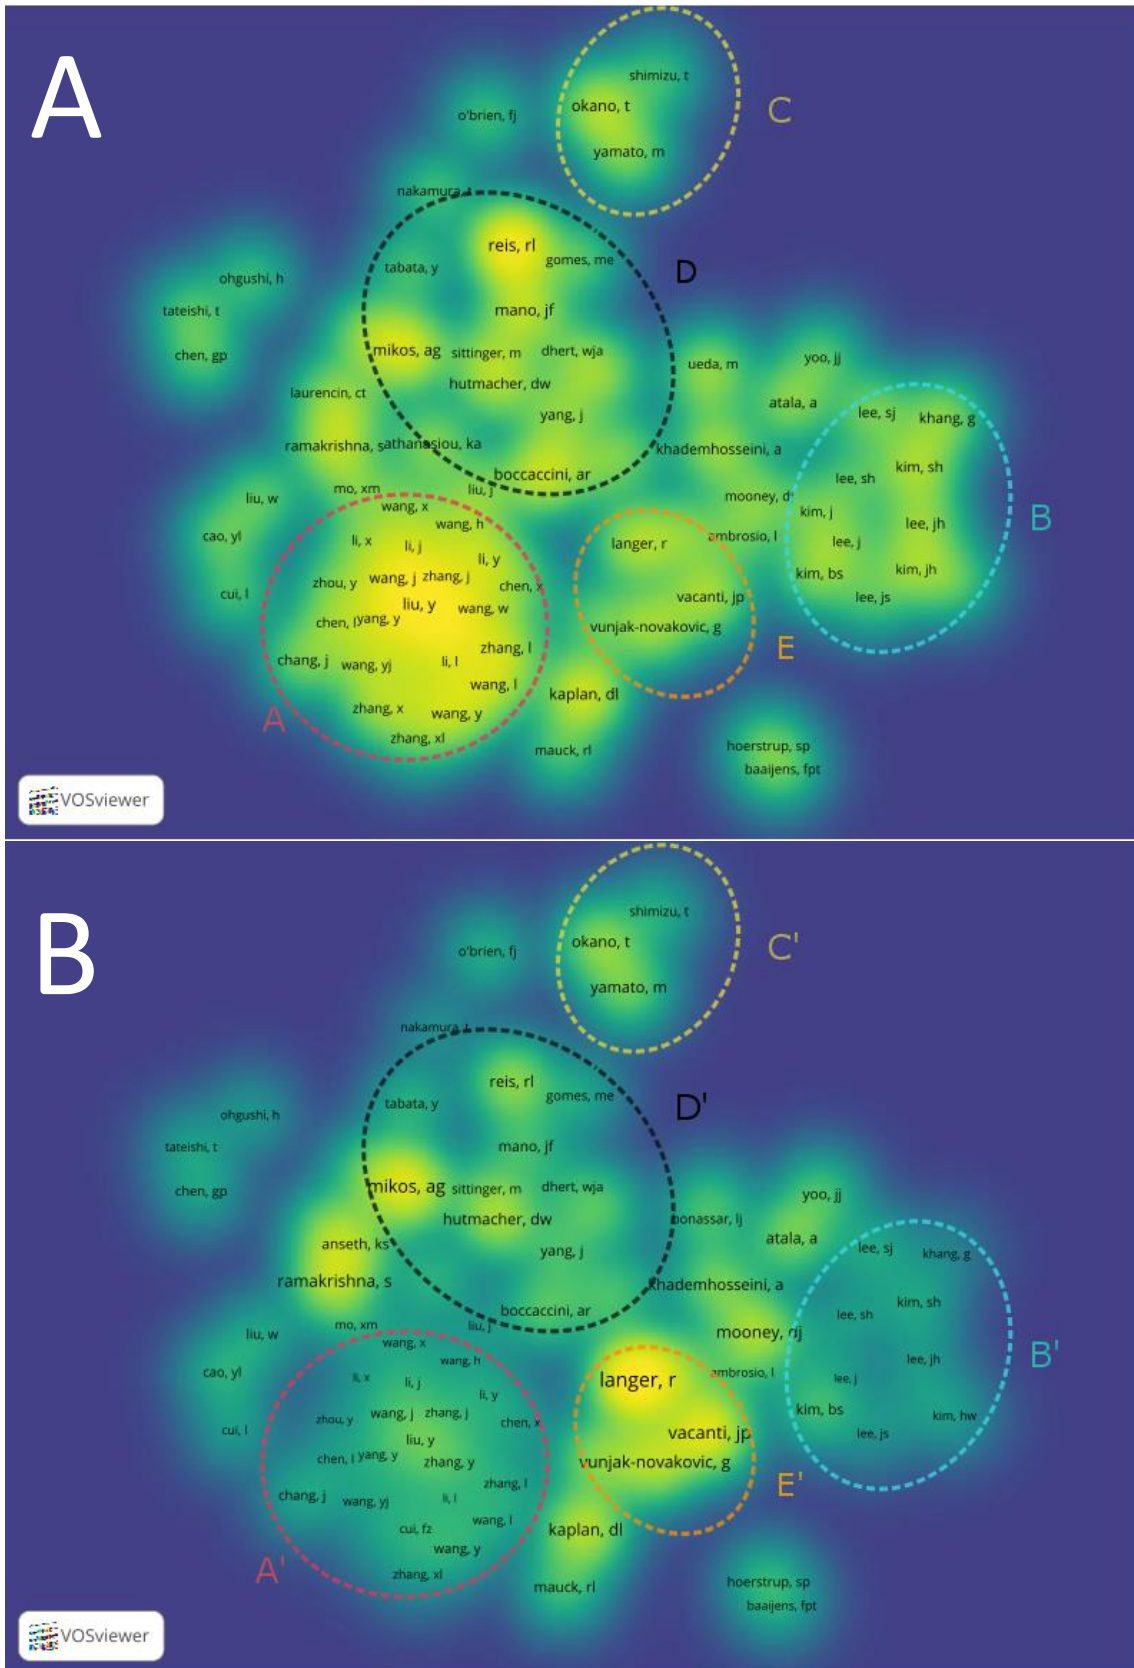 A
shimizu, t
okano, t
C
o'brien, fj
yamato, m
nakamura, t
reis, rl
gomes, me
tabata, y
D
ohgushi, h
tateishi, t
mano, jf
chen, gp
mikos, ag
sittinger, m
dhert, wja
ueda, m
yoo, jj
hutmacher, dw
laurencin, ct
atala, a
yang, j
lee, sj
khang, g
ramakrishna, s
athanasiou, ka
khademhosseini, a
kim, sh
boccaccini, ar
lee, sh
mo, xm
liu, j
liu, w
mooney, d
wang, x
kim, j
B
wang, h
lee, jh
cao, yl
li, x
li, j
langer, r
ambrosio, l
lee, j
li, y
kim, bs
kim, jh
zhou, y
wang, j
zhang, j
chen, x
cui, l
liu, y
wang, w
vacanti, jp
lee, js
chen, l
yang, y
vunjak-novakovic, g
zhang, l
E
chang, j
wang, yj
li, l
wang, l
kaplan, dl
zhang, x
wang, y
A
zhang, xl
mauck, rl
hoerstrup, sp
baaijens, fpt
VOSviewer
B
shimizu, t
okano, t
C'
o'brien, fj
yamato, m
nakamura, t
reis, rl
gomes, me
tabata, y
D'
ohgushi, h
tateishi, t
mano, jf
chen, gp
mikos, ag
sittinger, m
dhert, wja
yoo, jj
hutmacher, dw
bonassar, lj
anseth, ks
yang, j
atala, a
lee, sj
khang, g
ramakrishna, s
khademhosseini, a
boccaccini, ar
kim, sh
lee, sh
mo, xm
liu, j
liu, w
mooney, dj
wang, x
B'
wang, h
lee, jh
cao, yl
li, x
li, j
langer, r
ambrosio, l
lee, j
li, y
kim, bs
zhou, y
wang, j
zhang, j
chen, x
kim, hw
cui, l
liu, y
vacanti, jp
lee, js
chen, l
yang, y
zhang, y
vunjak-novakovic, g
zhang, l
E'
chang, j
wang, yj
li, l
wang, l
cui, fz
kaplan, dl
wang, y
A'
zhang, xl
mauck, rl
hoerstrup, sp
baaijens, fpt
VOSviewer